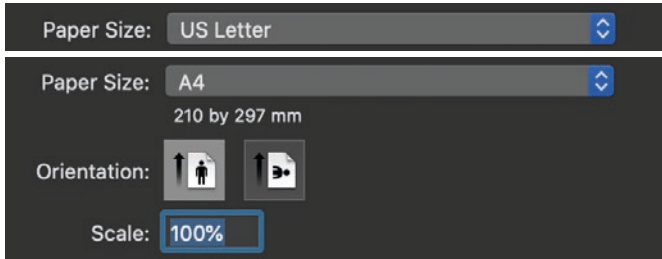 Paper Size: US Letter
Paper Size: A4
210 by 297 mm
Orientation:
Scale: 100%